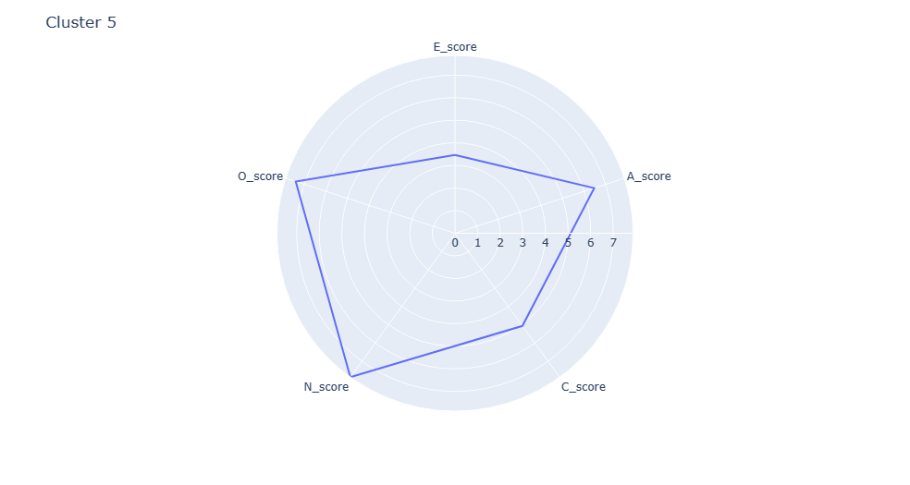 Cluster 5
E_score
O_score
A_score
0 1 2 3 4 5 6 7
N_score
C_score